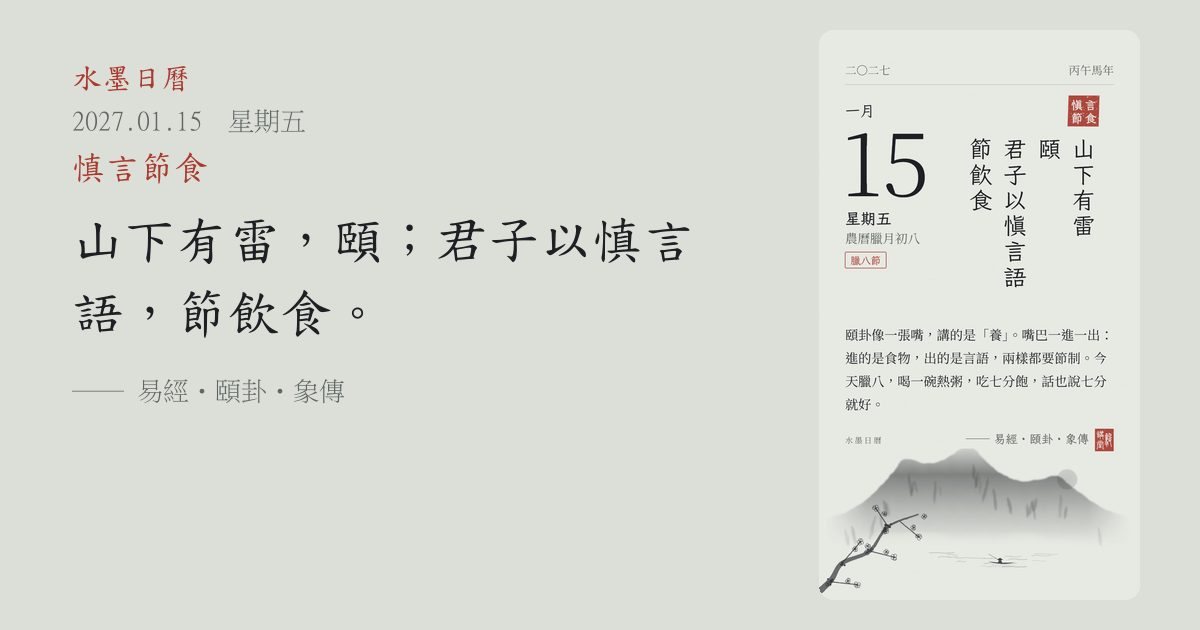 水墨日曆
2027.01.15 星期五
慎言節食
山下有雷，頤；君子以慎言
語，節飲食。
—— 易經・頤卦・象傳
二〇二七 丙午馬年
一月
慎言節食
15
星期五
農曆臘月初八
臘八節
山下有雷
頤
君子以慎言語
節飲食
頤卦像一張嘴，講的是「養」。嘴巴一進一出：
進的是食物，出的是言語，兩樣都要節制。今
天臘八，喝一碗熱粥，吃七分飽，話也說七分
就好。
水墨日曆 —— 易經・頤卦・象傳